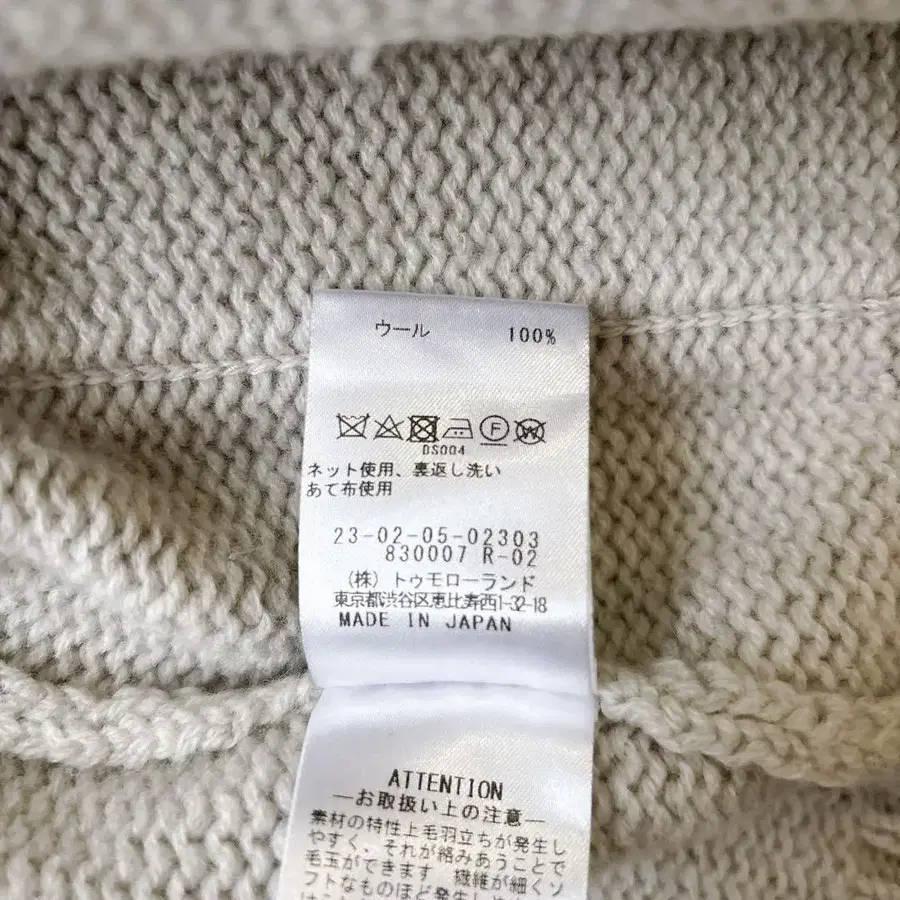 ウール 100%
DS004
ネット使用、裏返し洗い
あて布使用
23-02-05-02303
830007 R-02
(株) トゥモローランド
東京都渋谷区恵比寿西1-32-18
MADE IN JAPAN
ATTENTION
―お取扱い上の注意―
素材の特性上毛羽立ちが発生し
やすく、それが絡みあうことで
毛玉ができます 繊維が細くソ
フトなものほど発生し